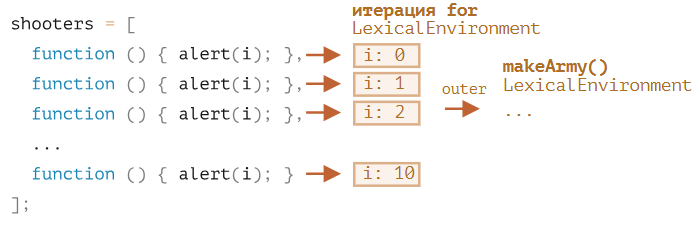 итерация for
shooters = [ LexicalEnvironment
function () { alert(i); }, i: 0
makeArmy()
function () { alert(i); }, i: 1 outer LexicalEnvironment
function () { alert(i); }, i: 2 ...
...
function () { alert(i); } i: 10
];